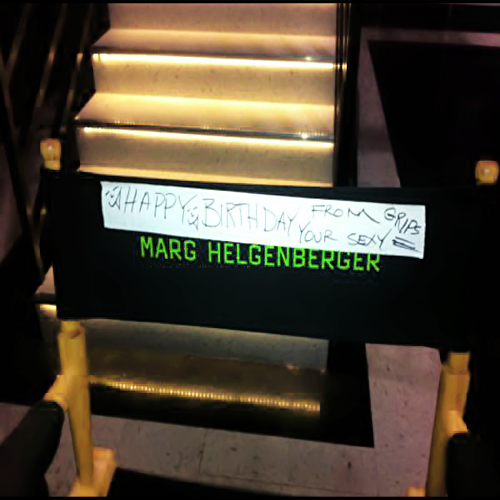 HAPPY BIRTHDAY FROM GRIPS
YOUR SEXY
MARG HELGENBERGER